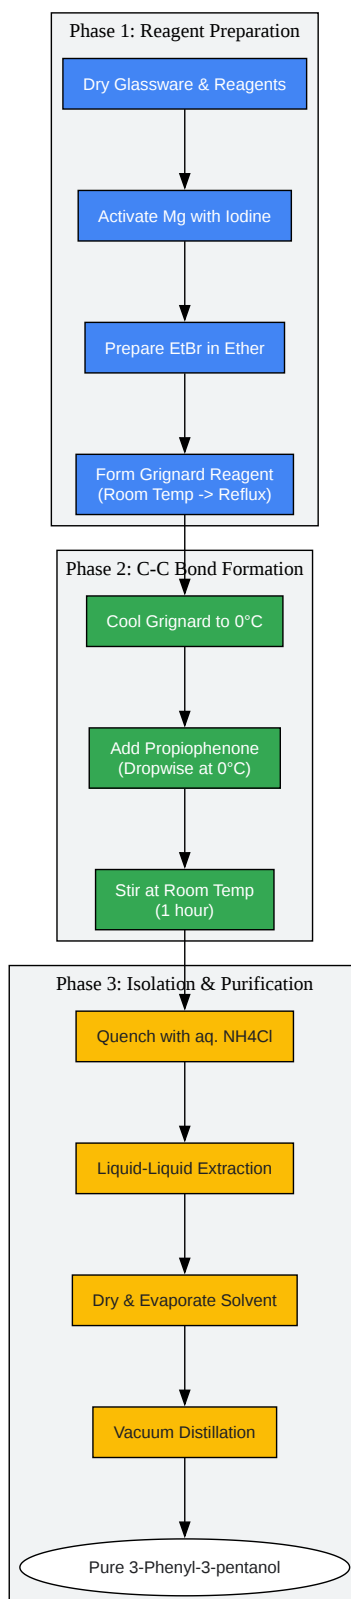 Phase 1: Reagent Preparation
Dry Glassware & Reagents
Activate Mg with Iodine
Prepare EtBr in Ether
Form Grignard Reagent
(Room Temp -> Reflux)
Phase 2: C-C Bond Formation
Cool Grignard to 0°C
Add Propiophenone
(Dropwise at 0°C)
Stir at Room Temp
(1 hour)
Phase 3: Isolation & Purification
Quench with aq. NH4Cl
Liquid-Liquid Extraction
Dry & Evaporate Solvent
Vacuum Distillation
Pure 3-Phenyl-3-pentanol